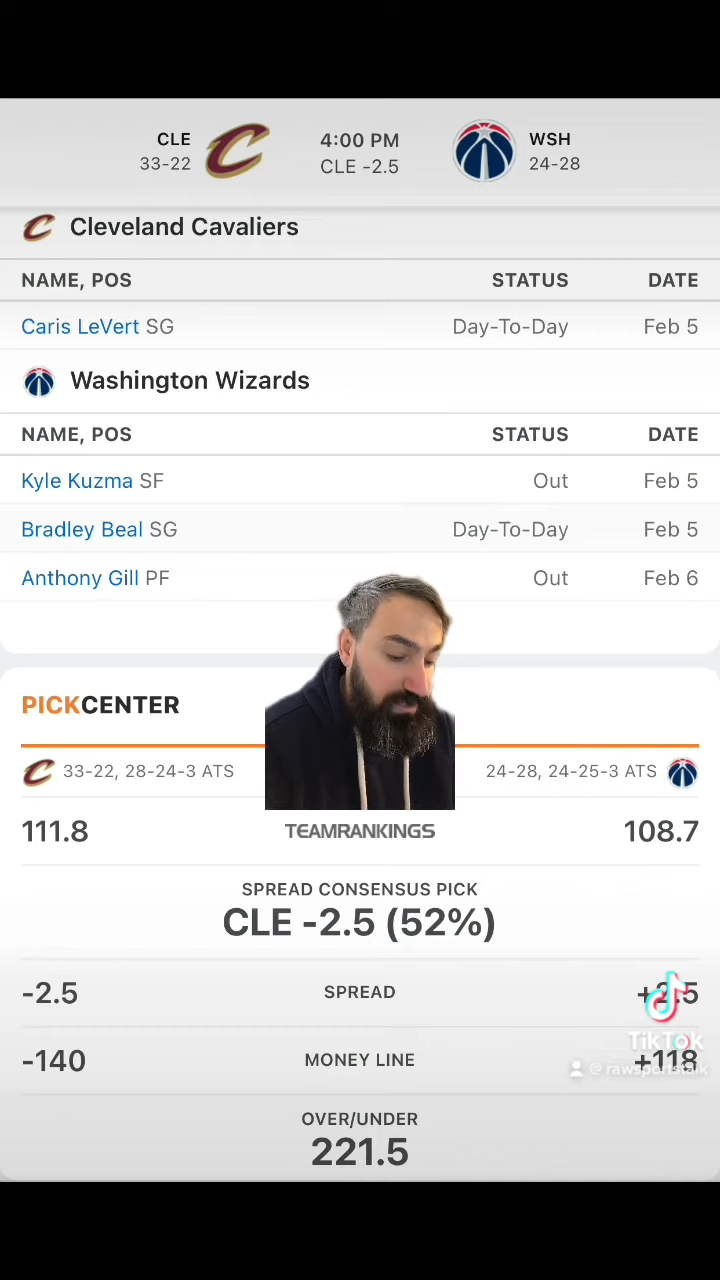 CLE 4:00 PM WSH
33-22 CLE -2.5 24-28
Cleveland Cavaliers
NAME, POS STATUS DATE
Caris LeVert SG Day-To-Day Feb 5
Washington Wizards
NAME, POS STATUS DATE
Kyle Kuzma SF Out Feb 5
Bradley Beal SG Day-To-Day Feb 5
Anthony Gill PF Out Feb 6
PICKCENTER
33-22, 28-24-3 ATS 24-28, 24-25-3 ATS
111.8 TEAMRANKINGS 108.7
SPREAD CONSENSUS PICK
CLE -2.5 (52%)
-2.5 SPREAD +2.5
TikTok
-140 MONEY LINE +118
@rawsportstalk
OVER/UNDER
221.5